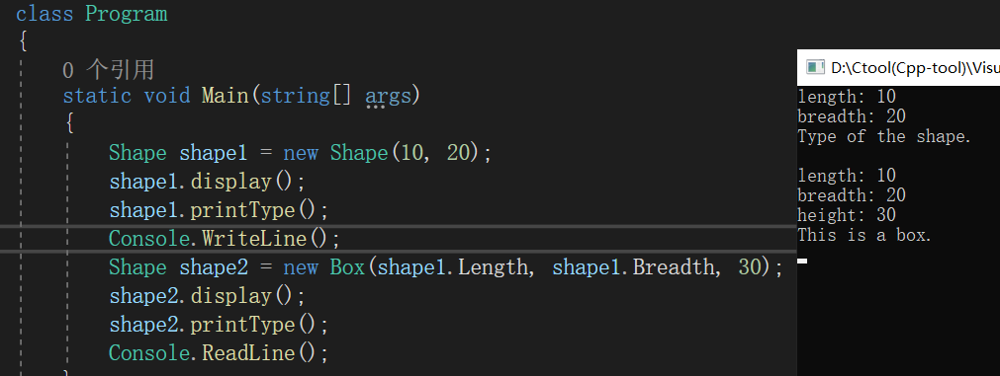 class Program
{
0 个引用
static void Main(string[] args)
{
Shape shape1 = new Shape(10, 20);
shape1.display();
shape1.printType();
Console.WriteLine();
Shape shape2 = new Box(shape1.Length, shape1.Breadth, 30);
shape2.display();
shape2.printType();
Console.ReadLine();
}
D:\Ctool(Cpp-tool)\Visu
length: 10
breadth: 20
Type of the shape.
length: 10
breadth: 20
height: 30
This is a box.